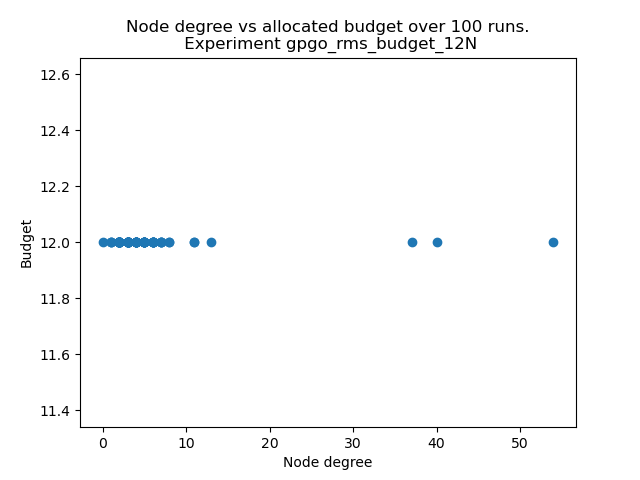 Node degree vs allocated budget over 100 runs.
Experiment gpgo_rms_budget_12N
12.6
12.4
12.2
12.0
11.8
11.6
11.4
Budget
0 10 20 30 40 50
Node degree